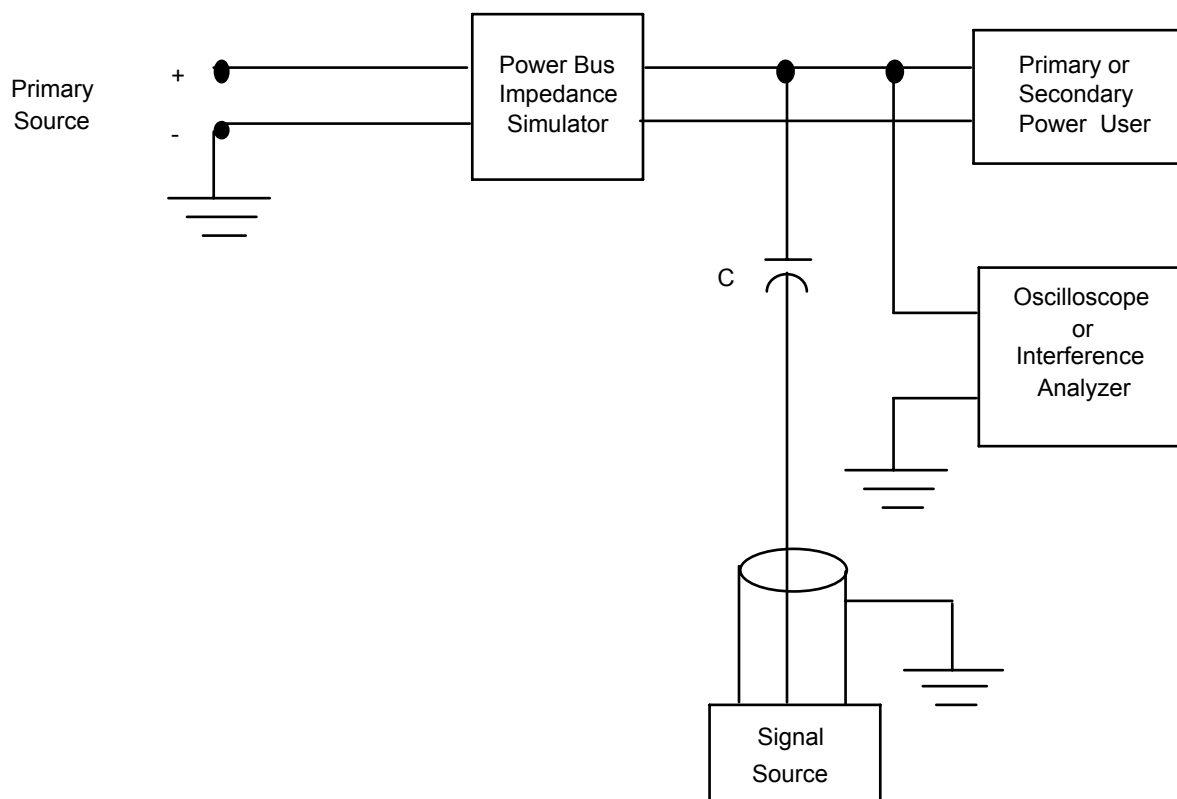 Primary
Source
+
-
Power Bus
Impedance
Simulator
Primary or
Secondary
Power User
C
Oscilloscope
or
Interference
Analyzer
Signal
Source